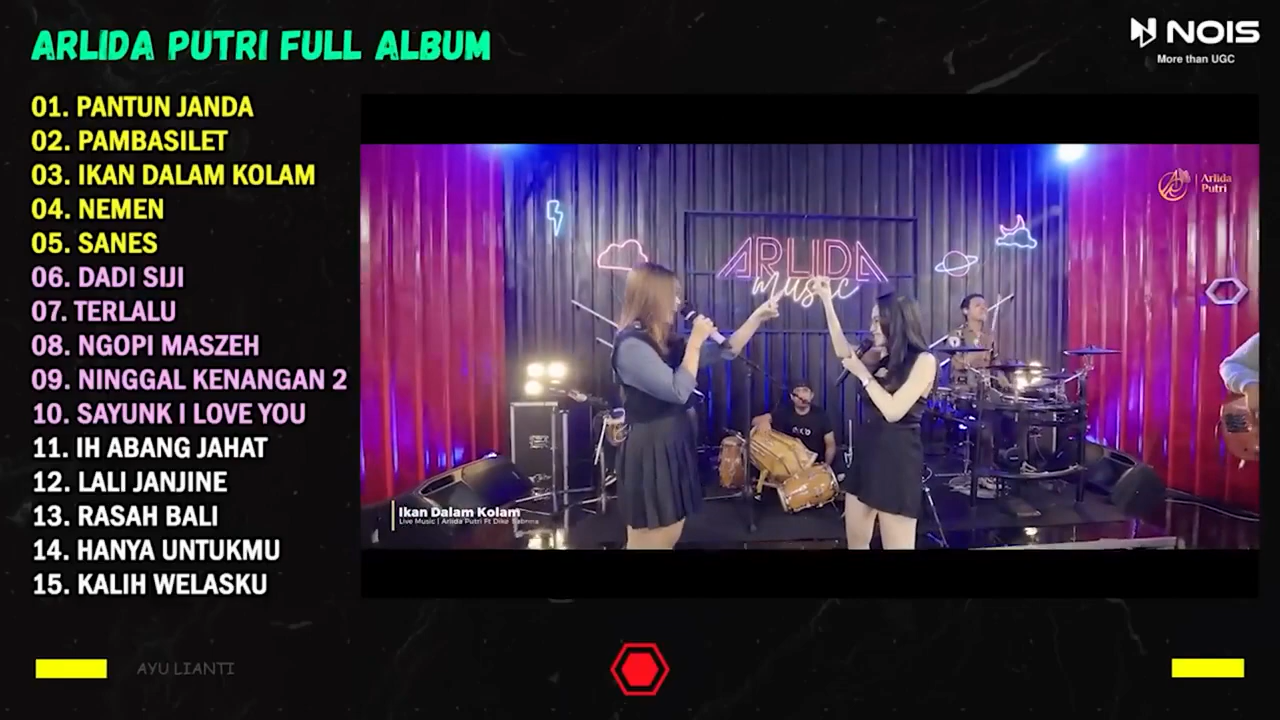 ARLIDA PUTRI FULL ALBUM
NOIS
More than UGC
01. PANTUN JANDA
02. PAMBASILET
03. IKAN DALAM KOLAM
04. NEMEN
05. SANES
06. DADI SIJI
07. TERLALU
08. NGOPI MASZEH
09. NINGGAL KENANGAN 2
10. SAYUNK I LOVE YOU
11. IH ABANG JAHAT
12. LALI JANJINE
13. RASAH BALI
14. HANYA UNTUKMU
15. KALIH WELASKU
Arlida
Putri
ARLIDA
music
Ikan Dalam Kolam
Live Music | Arlida Putri Ft Dike Sabrina
AYU LIANTI